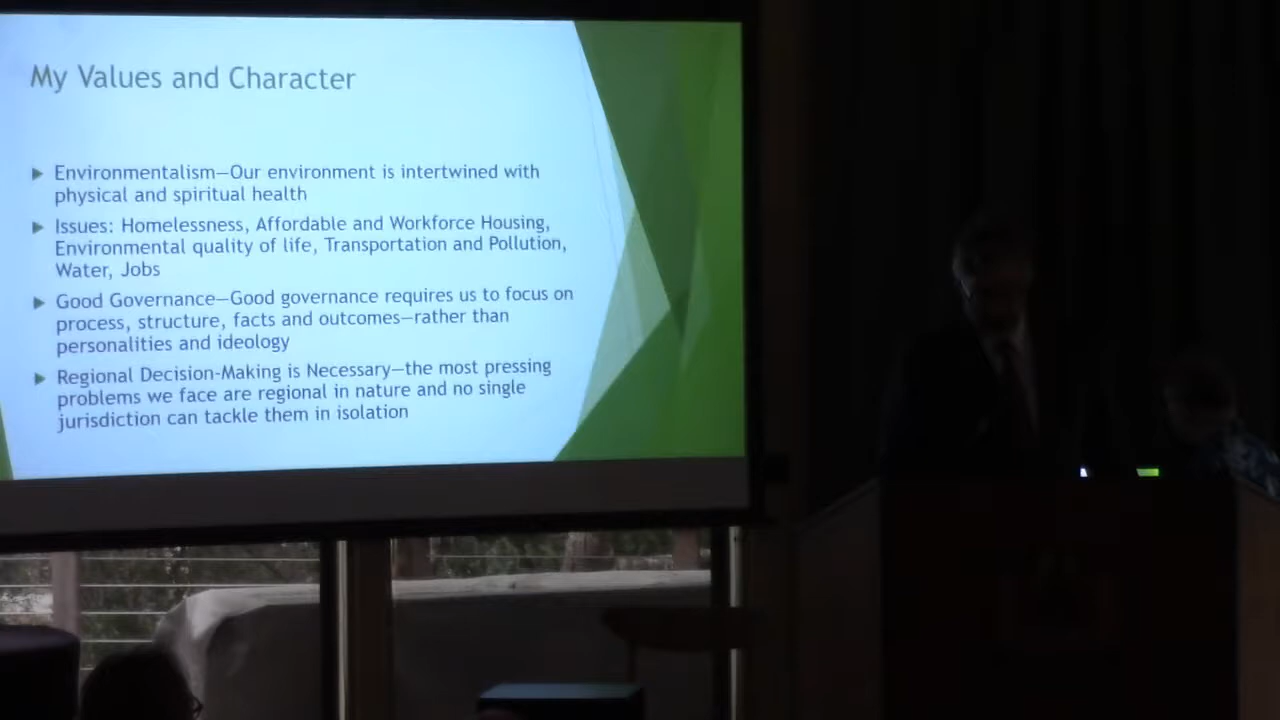 My Values and Character
Environmentalism—Our environment is intertwined with
physical and spiritual health
Issues: Homelessness, Affordable and Workforce Housing,
Environmental quality of life, Transportation and Pollution,
Water, Jobs
Good Governance—Good governance requires us to focus on
process, structure, facts and outcomes—rather than
personalities and ideology
Regional Decision-Making is Necessary—the most pressing
problems we face are regional in nature and no single
jurisdiction can tackle them in isolation